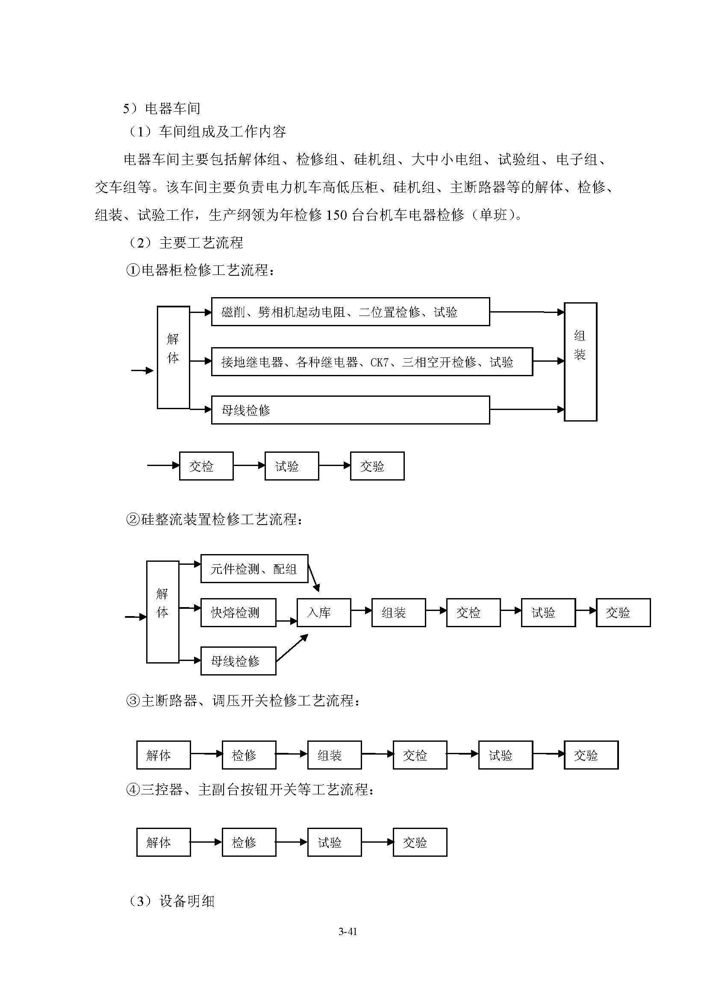 5）电器车间
（1）车间组成及工作内容
电器车间主要包括解体组、检修组、硅机组、大中小电组、试验组、电子组、
交车组等。该车间主要负责电力机车高低压柜、硅机组、主断路器等的解体、检修、
组装、试验工作，生产纲领为年检修 150 台台机车电器检修（单班）。
（2）主要工艺流程
①电器柜检修工艺流程：
磁削、劈相机起动电阻、二位置检修、试验
解
体
组
装
接地继电器、各种继电器、CK7、三相空开检修、试验
母线检修
交检
试验
交验
②硅整流装置检修工艺流程：
元件检测、配组
解
体
快熔检测
入库
组装
交检
试验
交验
母线检修
③主断路器、调压开关检修工艺流程：
解体
检修
组装
交检
试验
交验
④三控器、主副台按钮开关等工艺流程：
解体
检修
试验
交验
（3）设备明细
3-41